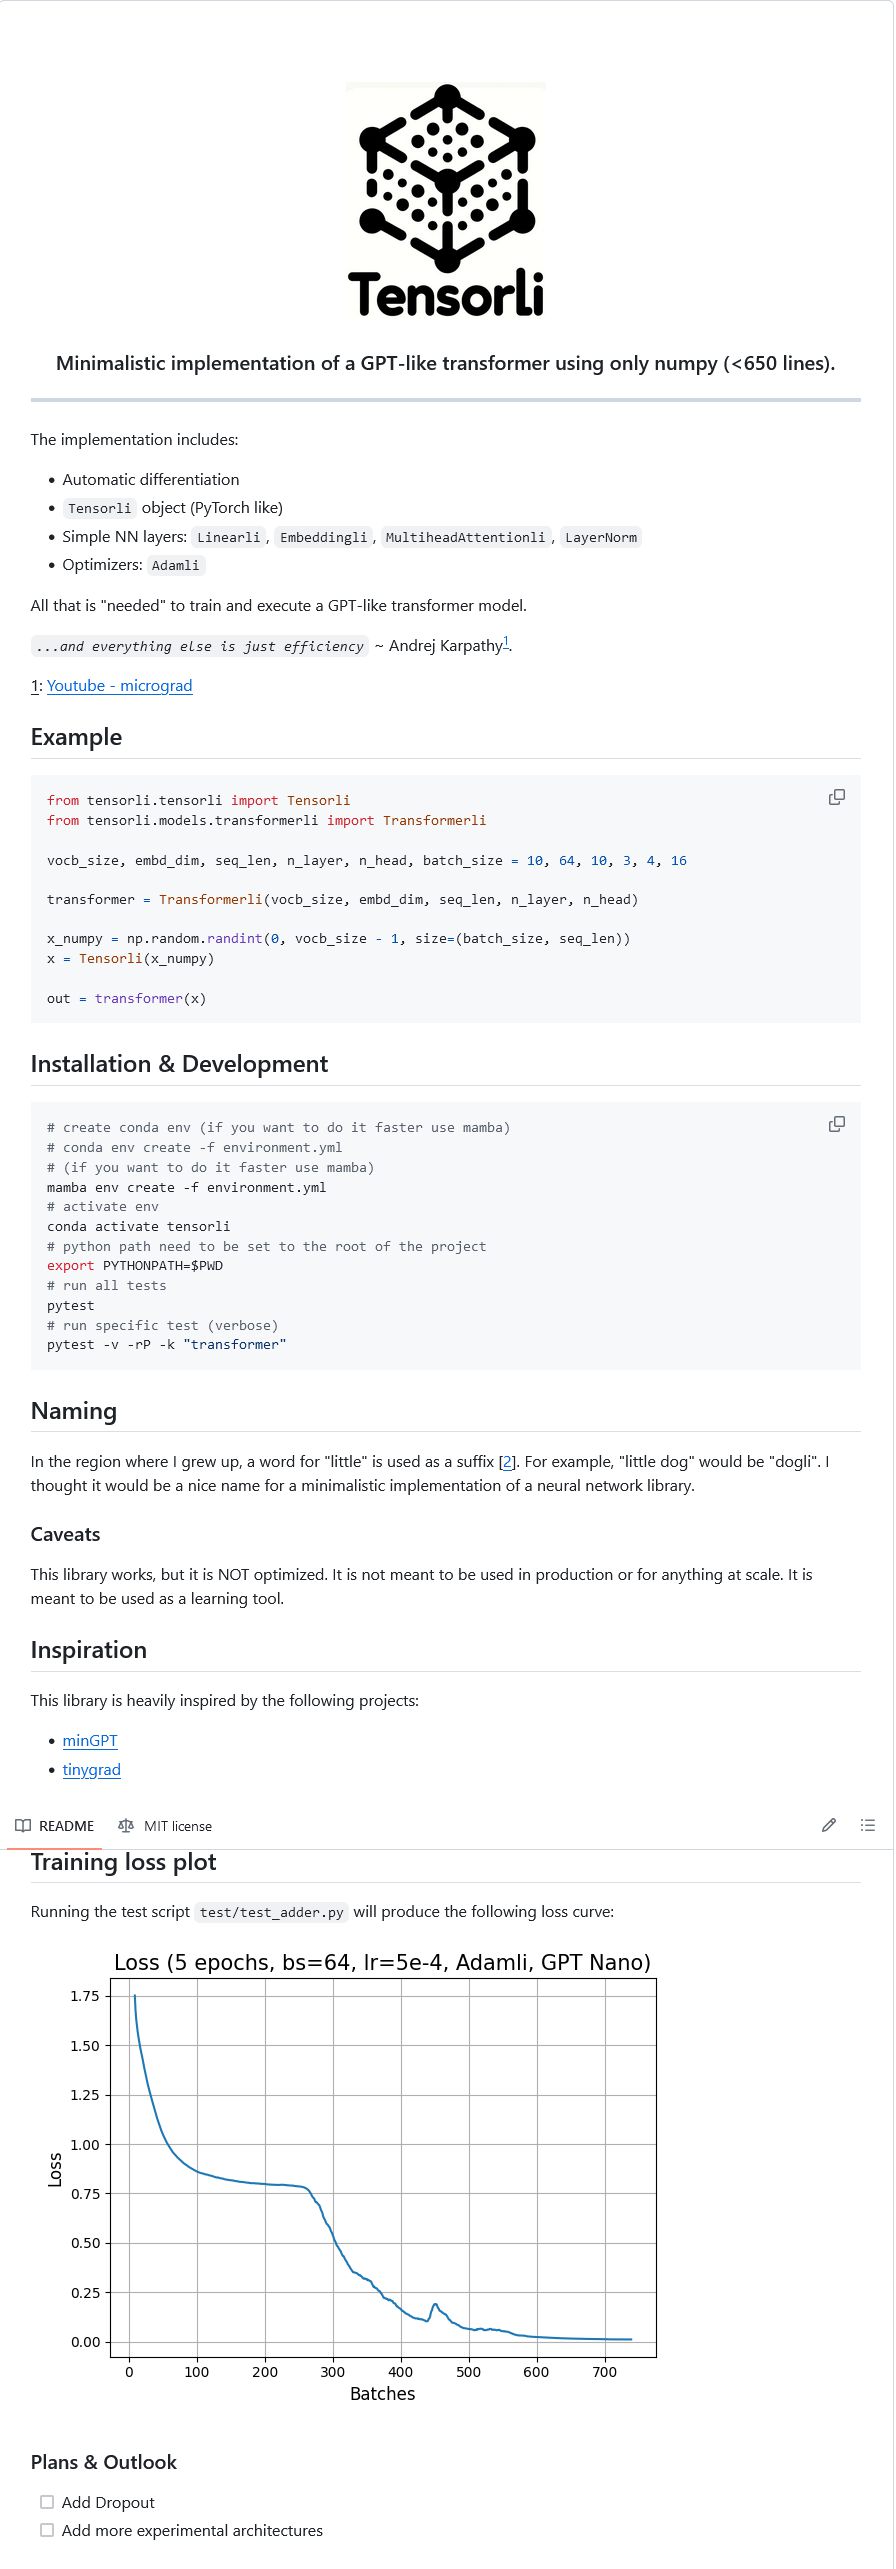 Tensorli
Minimalistic implementation of a GPT-like transformer using only numpy (<650 lines).
The implementation includes:
• Automatic differentiation
• Tensorli object (PyTorch like)
• Simple NN layers: Linearli, Embeddingli, MultiheadAttentionli, LayerNorm
• Optimizers: Adamli
All that is "needed" to train and execute a GPT-like transformer model.
...and everything else is just efficiency ~ Andrej Karpathy1.
1: Youtube - micrograd
Example
from tensorli.tensorli import Tensorli
from tensorli.models.transformerli import Transformerli
vocb_size, embd_dim, seq_len, n_layer, n_head, batch_size = 10, 64, 10, 3, 4, 16
transformer = Transformerli(vocb_size, embd_dim, seq_len, n_layer, n_head)
x_numpy = np.random.randint(0, vocb_size - 1, size=(batch_size, seq_len))
x = Tensorli(x_numpy)
out = transformer(x)
Installation & Development
# create conda env (if you want to do it faster use mamba)
# conda env create -f environment.yml
# (if you want to do it faster use mamba)
mamba env create -f environment.yml
# activate env
conda activate tensorli
# python path need to be set to the root of the project
export PYTHONPATH=$PWD
# run all tests
pytest
# run specific test (verbose)
pytest -v -rP -k "transformer"
Naming
In the region where I grew up, a word for "little" is used as a suffix [2]. For example, "little dog" would be "dogli". I
thought it would be a nice name for a minimalistic implementation of a neural network library.
Caveats
This library works, but it is NOT optimized. It is not meant to be used in production or for anything at scale. It is
meant to be used as a learning tool.
Inspiration
This library is heavily inspired by the following projects:
• minGPT
• tinygrad
README MIT license
Training loss plot
Running the test script test/test_adder.py will produce the following loss curve:
Loss (5 epochs, bs=64, lr=5e-4, Adamli, GPT Nano)
1.75
1.50
1.25
1.00
0.75
0.50
0.25
0.00
Loss
0 100 200 300 400 500 600 700
Batches
Plans & Outlook
Add Dropout
Add more experimental architectures